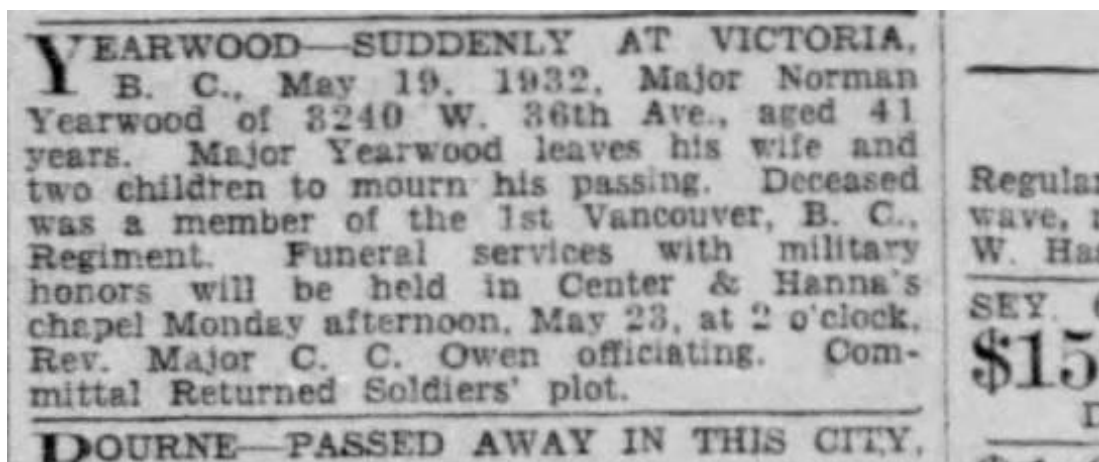 YEARWOOD—SUDDENLY AT VICTORIA,
B. C., May 19, 1932, Major Norman
Yearwood of 3240 W. 36th Ave., aged 41
years. Major Yearwood leaves his wife and
two children to mourn his passing. Deceased
was a member of the 1st Vancouver, B. C.,
Regiment. Funeral services with military
honors will be held in Center & Hanna's
chapel Monday afternoon, May 23, at 2 o'clock,
Rev. Major C. C. Owen officiating. Com-
mittal Returned Soldiers' plot.
BOURNE—PASSED AWAY IN THIS CITY,
wave,
W.
SEY.
$15